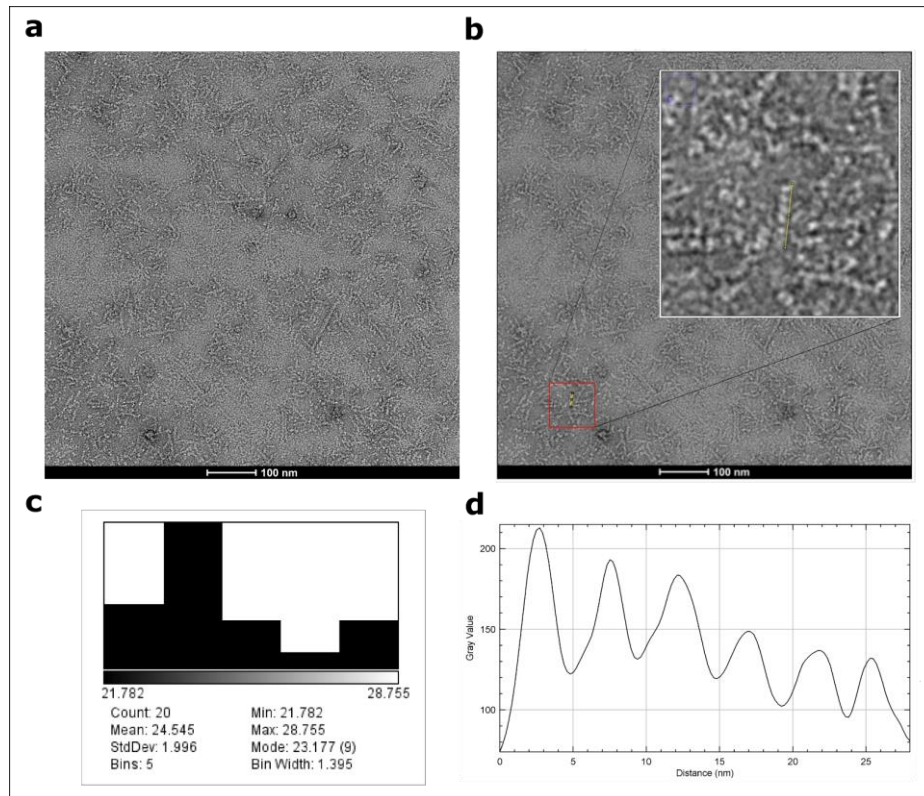 a
b
100 nm
100 nm
c
d
21.782 28.755
Count: 20 Min: 21.782
Mean: 24.545 Max: 28.755
StdDev: 1.996 Mode: 23.177 (9)
Bins: 5 Bin Width: 1.395
200
150
100
Gray Value
0 5 10 15 20 25
Distance (nm)